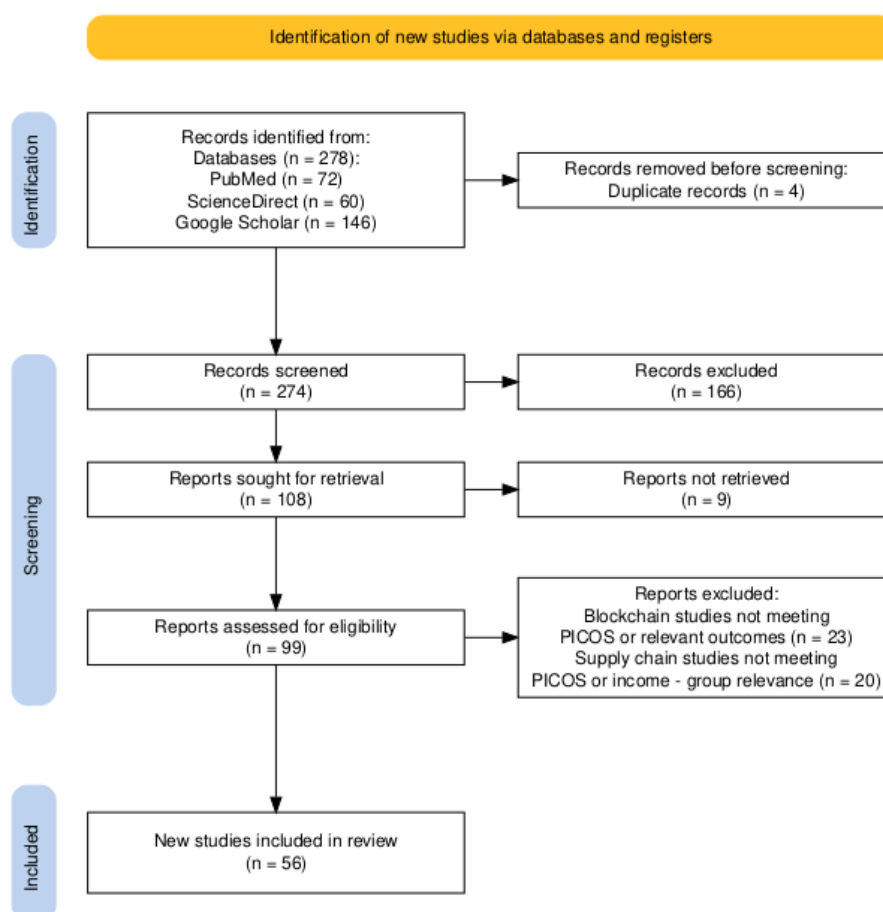 Identification of new studies via databases and registers
Identification
Records identified from:
Databases (n = 278):
PubMed (n = 72)
ScienceDirect (n = 60)
Google Scholar (n = 146)
Records removed before screening:
Duplicate records (n = 4)
Screening
Records screened
(n = 274)
Records excluded
(n = 166)
Reports sought for retrieval
(n = 108)
Reports not retrieved
(n = 9)
Reports assessed for eligibility
(n = 99)
Reports excluded:
Blockchain studies not meeting
PICOS or relevant outcomes (n = 23)
Supply chain studies not meeting
PICOS or income - group relevance (n = 20)
Included
New studies included in review
(n = 56)